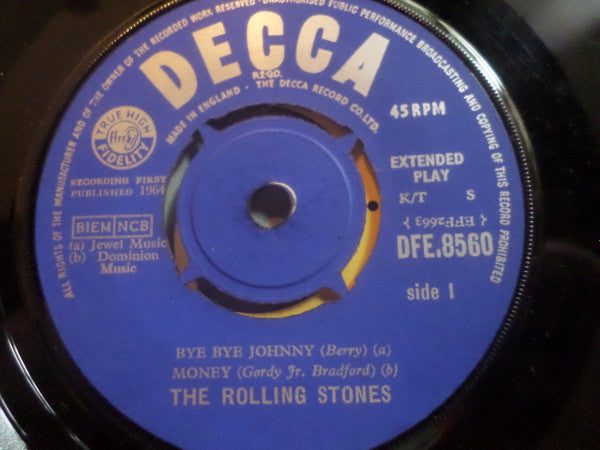 ALL RIGHTS OF THE MANUFACTURER AND OF THE OWNER OF THE RECORDED WORK RESERVED · UNAUTHORISED PUBLIC PERFORMANCE BROADCASTING AND COPYING OF THIS RECORD PROHIBITED
DECCA
REGD.
MADE IN ENGLAND · THE DECCA RECORD CO. LTD.
TRUE HIGH
ffrr
FIDELITY
45 RPM
RECORDING FIRST
PUBLISHED 1964
EXTENDED
PLAY
K/T S
BIEM NCB
(EFF2663)
(a) Jewel Music
(b) Dominion
Music
DFE.8560
side 1
BYE BYE JOHNNY (Berry) (a)
MONEY (Gordy Jr. Bradford) (b)
THE ROLLING STONES